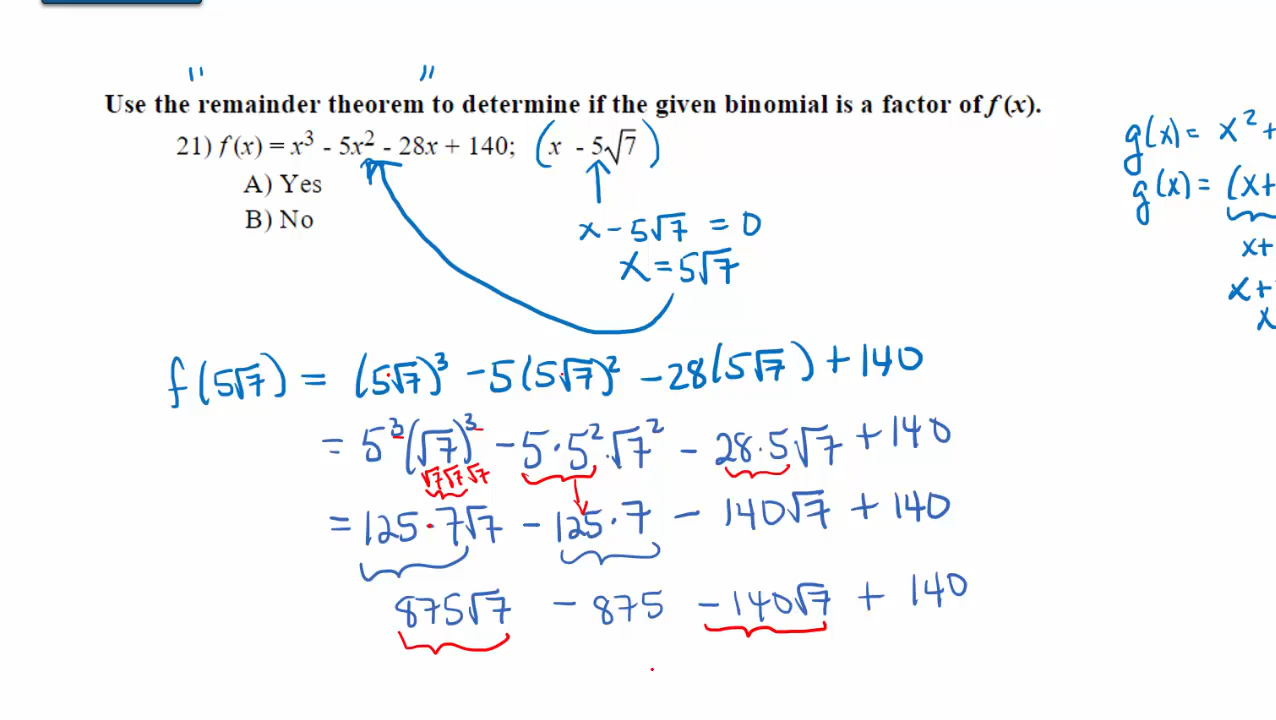 " "
Use the remainder theorem to determine if the given binomial is a factor of f(x).
21) f(x) = x³ - 5x² - 28x + 140; (x - 5√7)
A) Yes
B) No
x - 5√7 = 0
x = 5√7
g(x) = x² +
g(x) = (x+
x+
x+
x
f(5√7) = (5√7)³ - 5(5√7)² - 28(5√7) + 140
= 5³(√7)³ - 5·5²·√7² - 28·5√7 + 140
√7√7√7
= 125·7√7 - 125·7 - 140√7 + 140
875√7 - 875 - 140√7 + 140